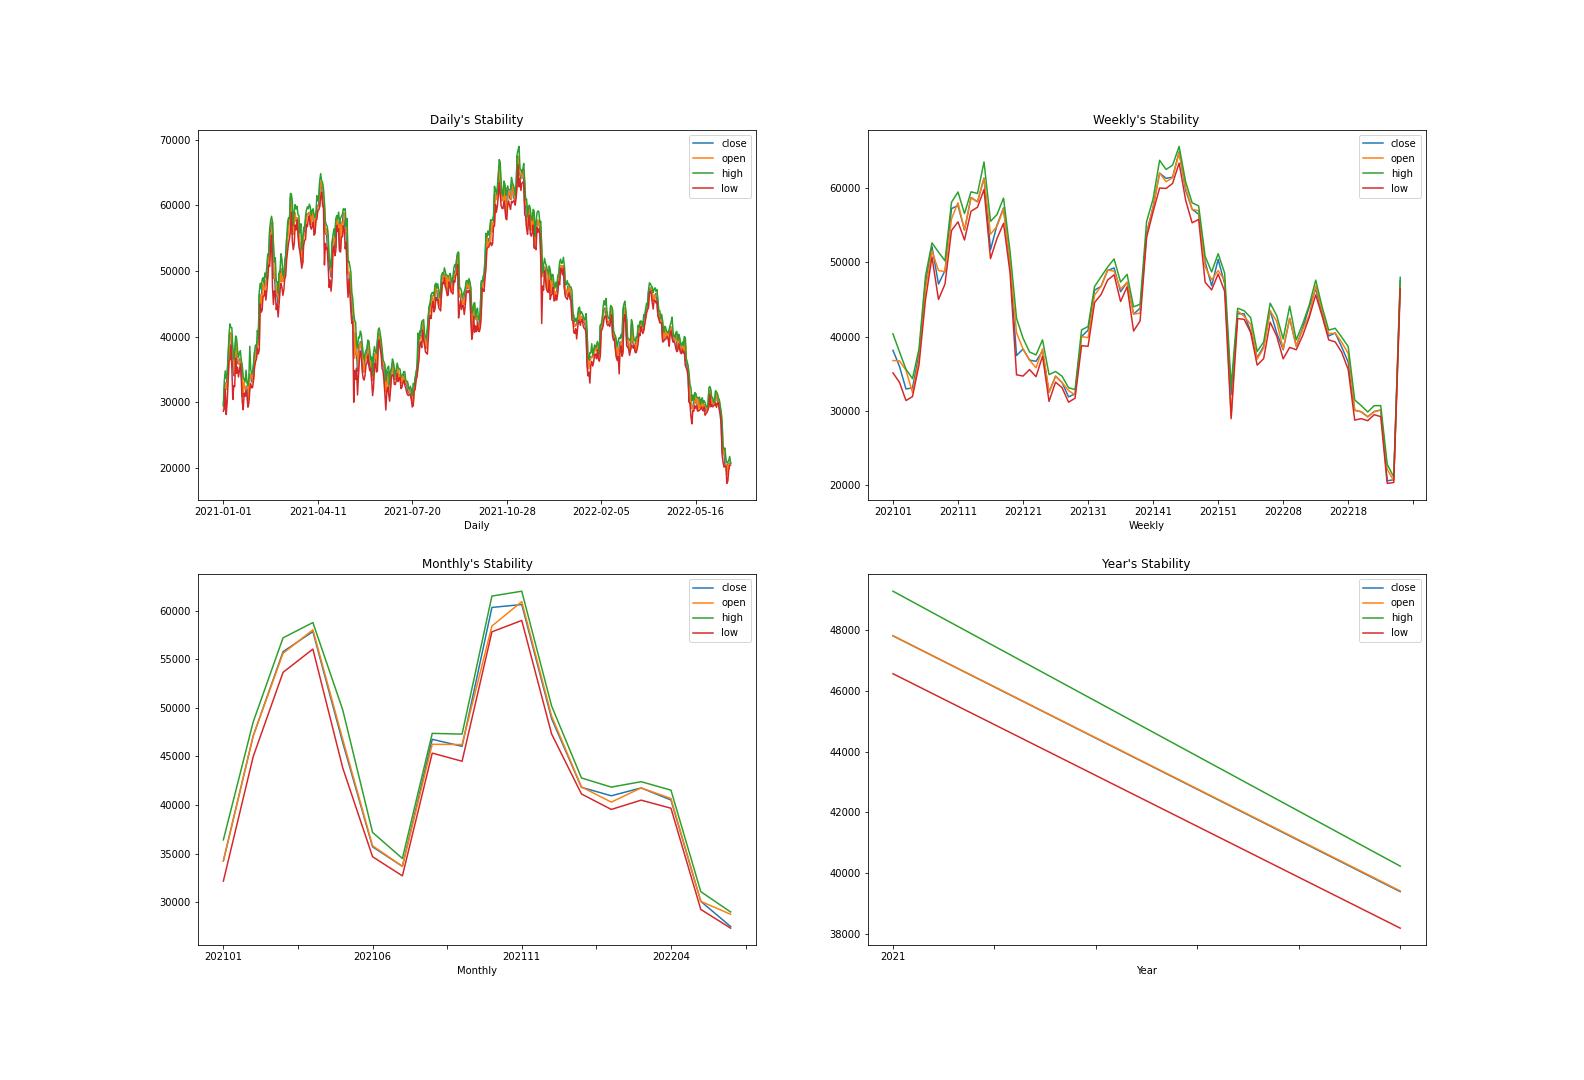 Daily's Stability
70000
60000
50000
40000
30000
20000
close
open
high
low
2021-01-01 2021-04-11 2021-07-20 2021-10-28 2022-02-05 2022-05-16
Daily
Weekly's Stability
60000
50000
40000
30000
20000
close
open
high
low
202101 202111 202121 202131 202141 202151 202208 202218
Weekly
Monthly's Stability
60000
55000
50000
45000
40000
35000
30000
close
open
high
low
202101 202106 202111 202204
Monthly
Year's Stability
48000
46000
44000
42000
40000
38000
close
open
high
low
2021
Year